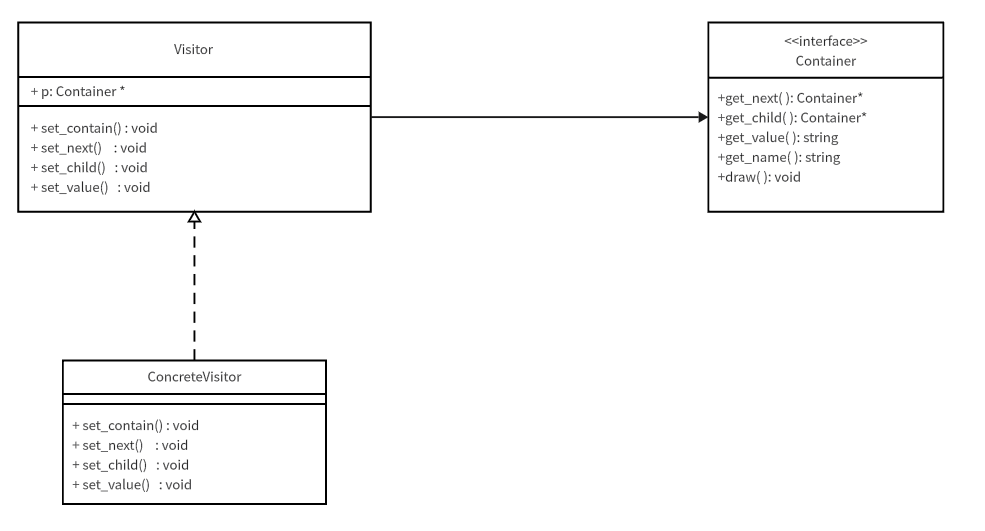 Visitor
+ p: Container *
+ set_contain() : void
+ set_next() : void
+ set_child() : void
+ set_value() : void
<<interface>>
Container
+get_next( ): Container*
+get_child( ): Container*
+get_value( ): string
+get_name( ): string
+draw( ): void
ConcreteVisitor
+ set_contain() : void
+ set_next() : void
+ set_child() : void
+ set_value() : void